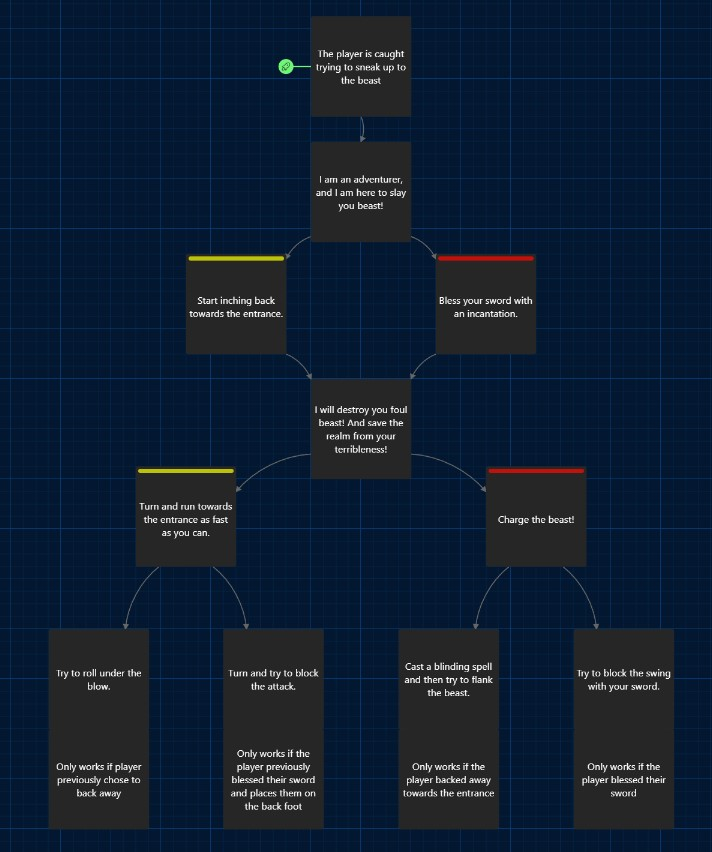 The player is caught
trying to sneak up to
the beast
I am an adventurer,
and I am here to slay
you beast!
Start inching back
towards the entrance.
Bless your sword with
an incantation.
I will destroy you foul
beast! And save the
realm from your
terribleness!
Turn and run towards
the entrance as fast
as you can.
Charge the beast!
Try to roll under the
blow.
Only works if player
previously chose to
back away
Turn and try to block
the attack.
Only works if the
player previously
blessed their sword
and places them on
the back foot
Cast a blinding spell
and then try to flank
the beast.
Only works if the
player backed away
towards the entrance
Try to block the swing
with your sword.
Only works if the
player blessed their
sword